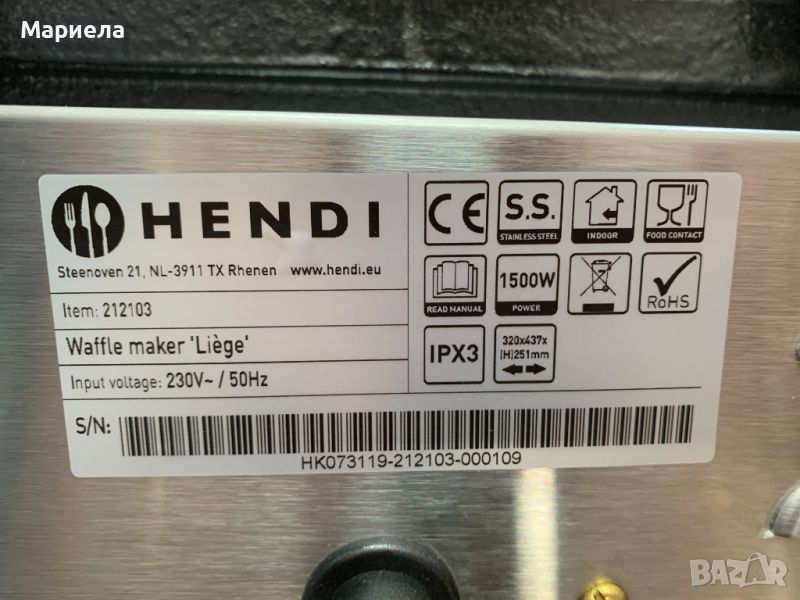 Мариела
HENDI
Steenoven 21, NL-3911 TX Rhenen www.hendi.eu
Item: 212103
Waffle maker 'Liège'
Input voltage: 230V~ / 50Hz
S/N:
HK073119-212103-000109
CE
S.S.
STAINLESS STEEL
INDOOR
FOOD CONTACT
READ MANUAL
1500W
POWER
RoHS
IPX3
320x437x
(H)251mm
BAZAR